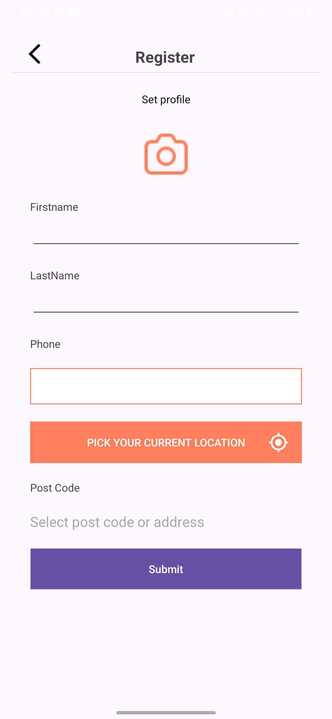 Register
Set profile
Firstname
LastName
Phone
PICK YOUR CURRENT LOCATION
Post Code
Select post code or address
Submit